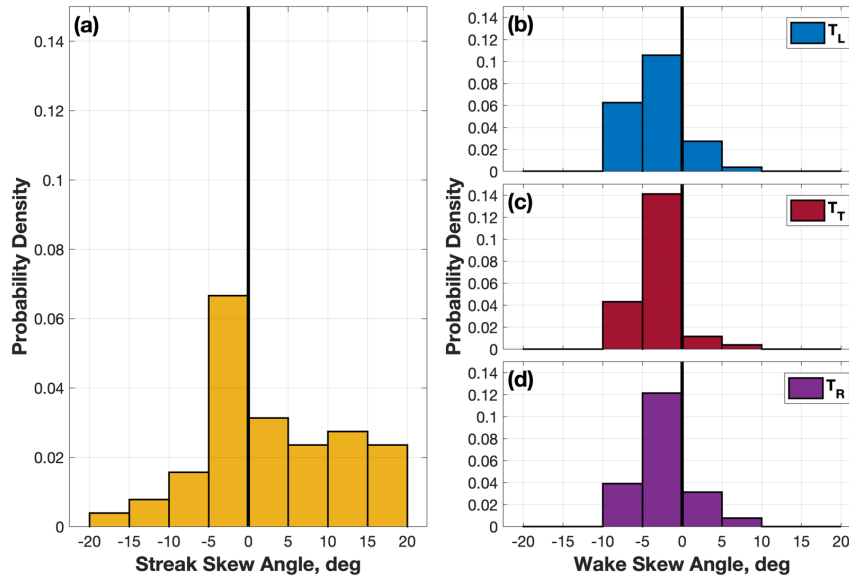 (a)
0.14
0.12
0.1
0.08
0.06
0.04
0.02
0
Probability Density
-20 -15 -10 -5 0 5 10 15 20
Streak Skew Angle, deg
(b)
T_L
0.14
0.12
0.1
0.08
0.06
0.04
0.02
0
(c)
T_T
0.14
0.12
0.1
0.08
0.06
0.04
0.02
0
Probability Density
(d)
T_R
0.14
0.12
0.1
0.08
0.06
0.04
0.02
0
-20 -15 -10 -5 0 5 10 15 20
Wake Skew Angle, deg